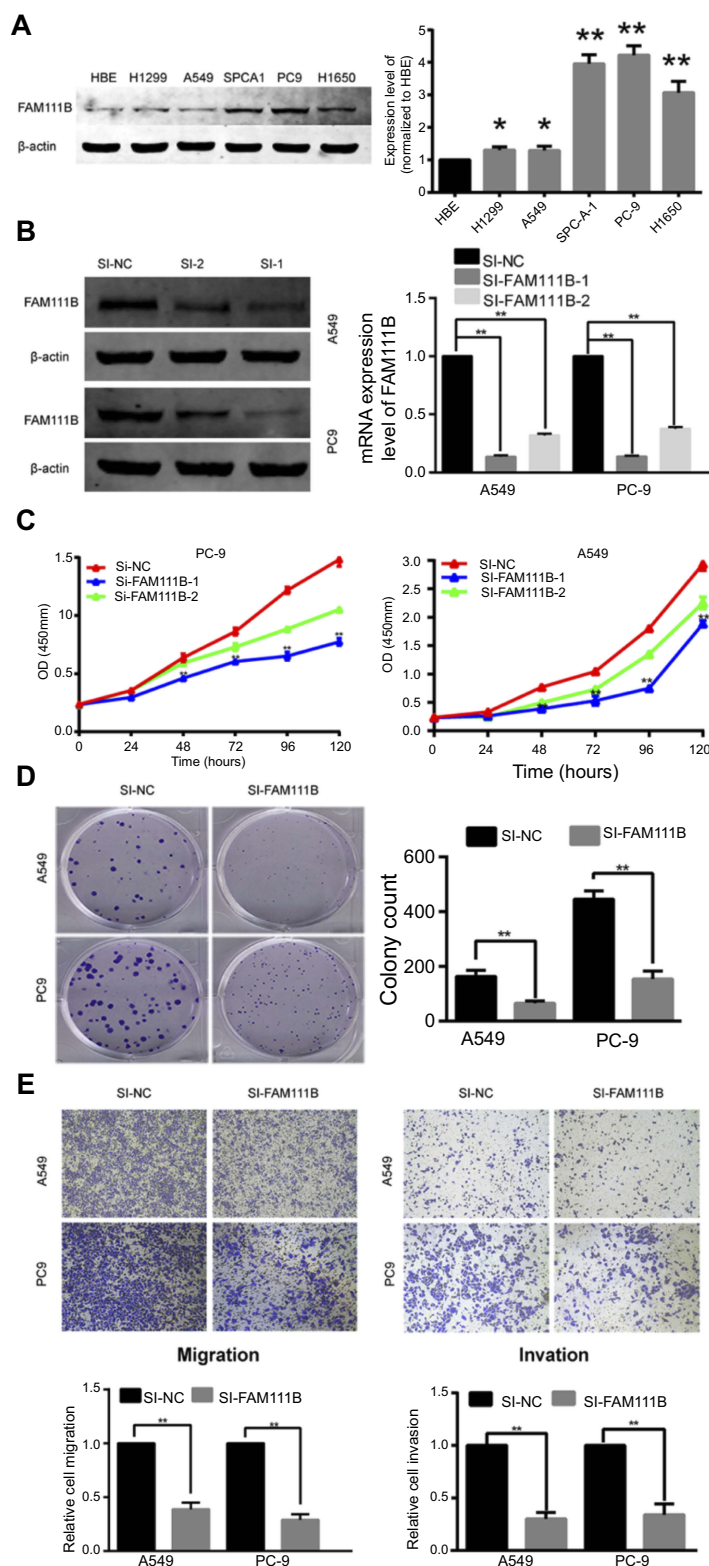 A
HBE H1299 A549 SPCA1 PC9 H1650
FAM111B
β-actin
Expression level of
(normalized to HBE)
5
4
3
2
1
0
** ** **
* *
HBE H1299 A549 SPC-A-1 PC-9 H1650
B
SI-NC SI-2 SI-1
FAM111B
β-actin
A549
FAM111B
β-actin
PC9
SI-NC
SI-FAM111B-1
SI-FAM111B-2
mRNA expression
level of FAM111B
1.5
1.0
0.5
0.0
** ** ** **
A549 PC-9
C
PC-9
Si-NC
Si-FAM111B-1
Si-FAM111B-2
OD (450mm)
1.5
10
0.5
0.0
** ** ** **
0 24 48 72 96 120
Time (hours)
A549
SI-NC
SI-FAM111B-1
SI-FAM111B-2
OD (450mm)
3.0
2.5
2.0
1.5
1.0
0.5
0.0
** ** ** **
0 24 48 72 96 120
Time (hours)
D
SI-NC SI-FAM111B
A549
PC9
SI-NC SI-FAM111B
Colony count
600
400
200
0
** **
A549 PC-9
E
SI-NC SI-FAM111B
A549
PC9
Migration
SI-NC SI-FAM111B
A549
PC9
Invation
SI-NC SI-FAM111B
Relative cell migration
1.5
1.0
0.5
0.0
** **
A549 PC-9
SI-NC SI-FAM111B
Relative cell invasion
1.5
1.0
0.5
0.0
** **
A549 PC-9